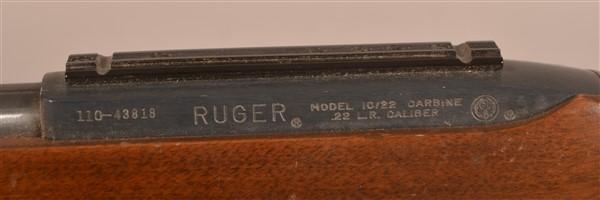 110-43818
RUGER®
MODEL 10/22 CARBINE
.22 L.R. CALIBER ®